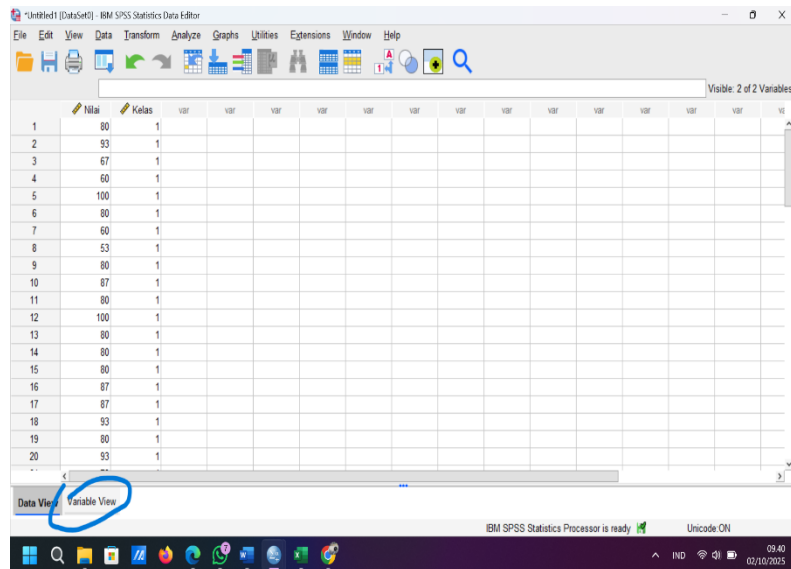 *Untitled1 [DataSet0] - IBM SPSS Statistics Data Editor
File Edit View Data Transform Analyze Graphs Utilities Extensions Window Help
Visible: 2 of 2 Variables
Nilai Kelas var var var var var var var var var var var var var
1 80 1
2 93 1
3 67 1
4 60 1
5 100 1
6 80 1
7 60 1
8 53 1
9 80 1
10 87 1
11 80 1
12 100 1
13 80 1
14 80 1
15 80 1
16 87 1
17 87 1
18 93 1
19 80 1
20 93 1
Data View Variable View
IBM SPSS Statistics Processor is ready Unicode:ON
IND 09.40
02/10/2025